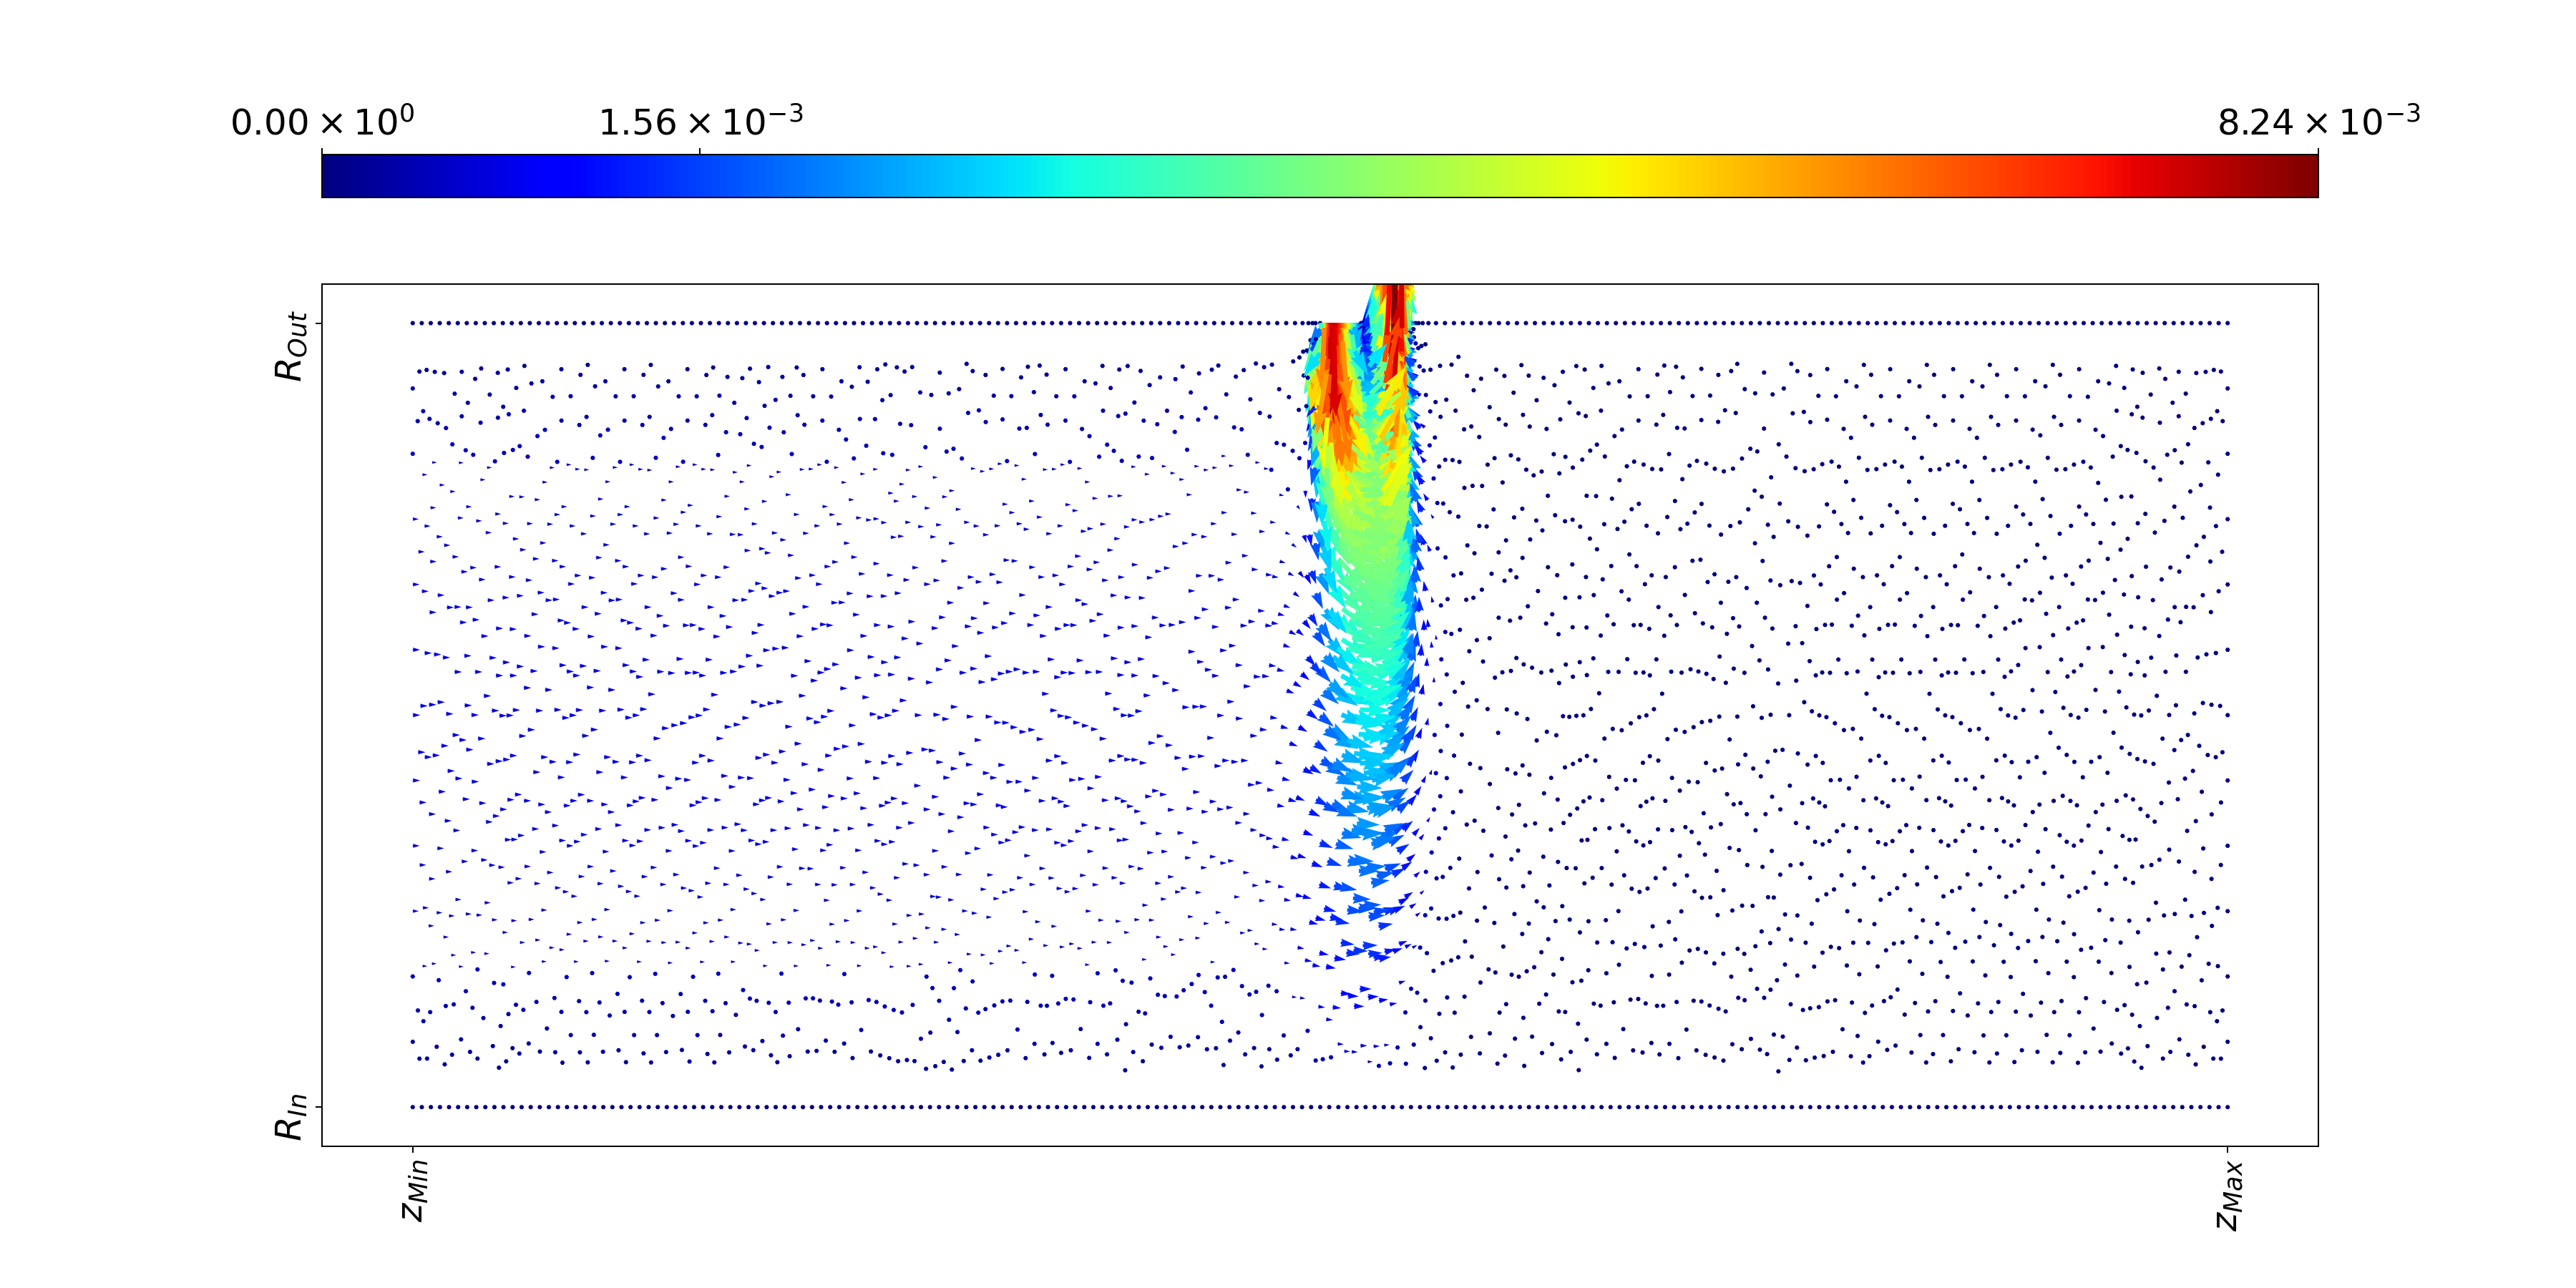 0.00 × 10⁰ 1.56 × 10⁻³ 8.24 × 10⁻³
R_Out
R_In
z_Min z_Max